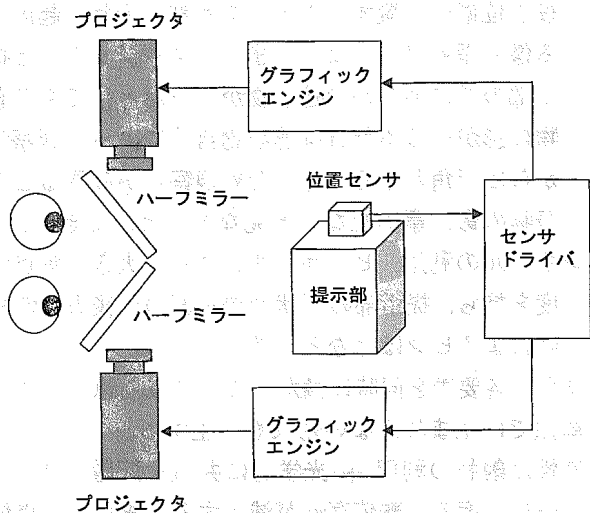 プロジェクタ
グラフィック
エンジン
ハーフミラー
位置センサ
センサ
ドライバ
提示部
ハーフミラー
グラフィック
エンジン
プロジェクタ